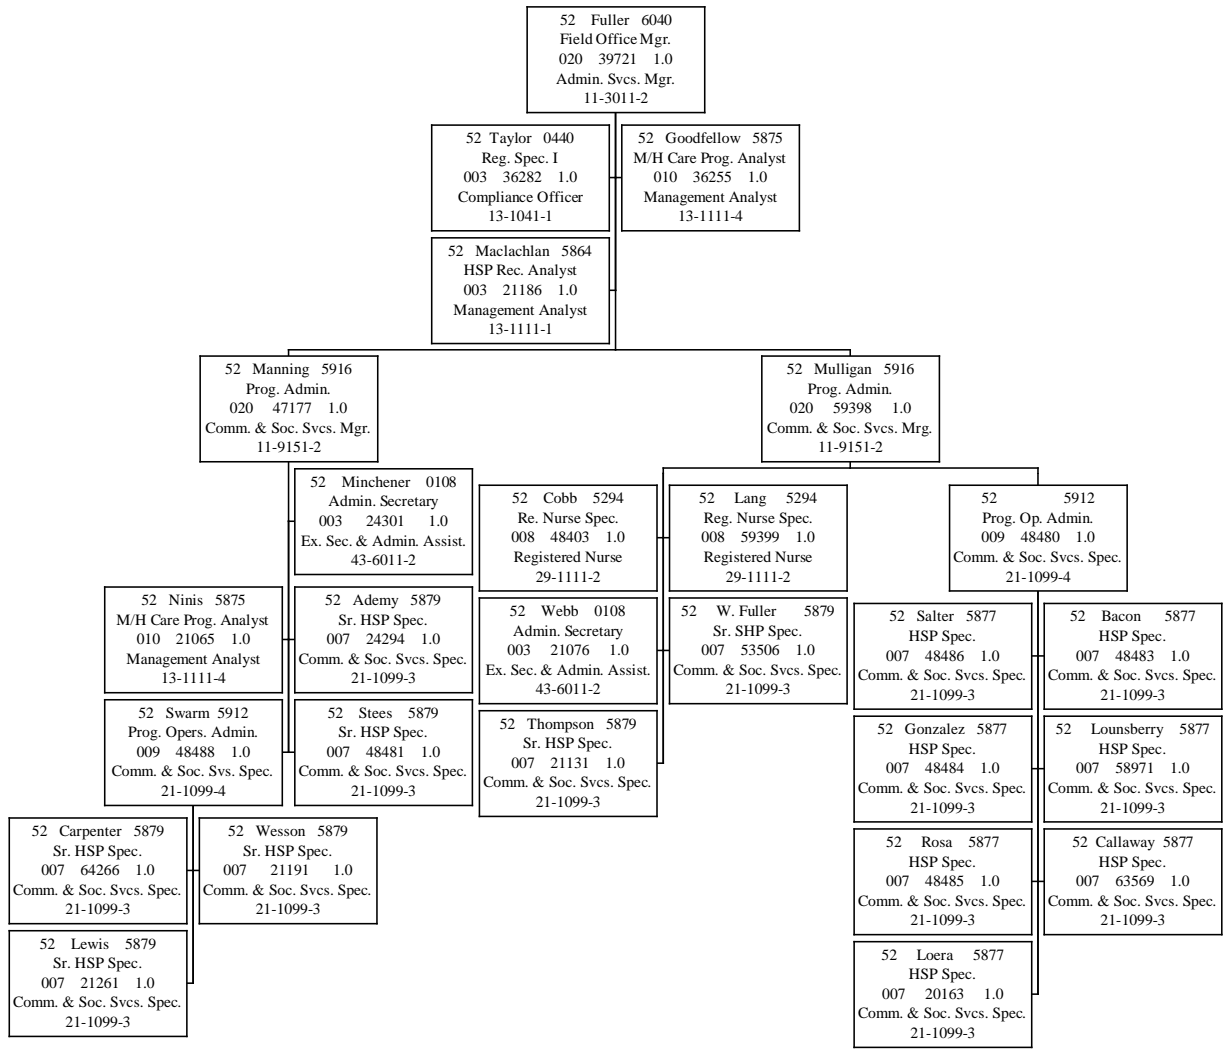 52 Fuller 6040
Field Office Mgr.
020 39721 1.0
Admin. Svcs. Mgr.
11-3011-2
52 Taylor 0440
Reg. Spec. I
003 36282 1.0
Compliance Officer
13-1041-1
52 Goodfellow 5875
M/H Care Prog. Analyst
010 36255 1.0
Management Analyst
13-1111-4
52 Maclachlan 5864
HSP Rec. Analyst
003 21186 1.0
Management Analyst
13-1111-1
52 Manning 5916
Prog. Admin.
020 47177 1.0
Comm. & Soc. Svcs. Mgr.
11-9151-2
52 Mulligan 5916
Prog. Admin.
020 59398 1.0
Comm. & Soc. Svcs. Mrg.
11-9151-2
52 Minchener 0108
Admin. Secretary
003 24301 1.0
Ex. Sec. & Admin. Assist.
43-6011-2
52 Ninis 5875
M/H Care Prog. Analyst
010 21065 1.0
Management Analyst
13-1111-4
52 Ademy 5879
Sr. HSP Spec.
007 24294 1.0
Comm. & Soc. Svcs. Spec.
21-1099-3
52 Swarm 5912
Prog. Opers. Admin.
009 48488 1.0
Comm. & Soc. Svs. Spec.
21-1099-4
52 Stees 5879
Sr. HSP Spec.
007 48481 1.0
Comm. & Soc. Svcs. Spec.
21-1099-3
52 Carpenter 5879
Sr. HSP Spec.
007 64266 1.0
Comm. & Soc. Svcs. Spec.
21-1099-3
52 Wesson 5879
Sr. HSP Spec.
007 21191 1.0
Comm. & Soc. Svcs. Spec.
21-1099-3
52 Lewis 5879
Sr. HSP Spec.
007 21261 1.0
Comm. & Soc. Svcs. Spec.
21-1099-3
52 Cobb 5294
Re. Nurse Spec.
008 48403 1.0
Registered Nurse
29-1111-2
52 Lang 5294
Reg. Nurse Spec.
008 59399 1.0
Registered Nurse
29-1111-2
52 Webb 0108
Admin. Secretary
003 21076 1.0
Ex. Sec. & Admin. Assist.
43-6011-2
52 W. Fuller 5879
Sr. SHP Spec.
007 53506 1.0
Comm. & Soc. Svcs. Spec.
21-1099-3
52 Thompson 5879
Sr. HSP Spec.
007 21131 1.0
Comm. & Soc. Svcs. Spec.
21-1099-3
52 5912
Prog. Op. Admin.
009 48480 1.0
Comm. & Soc. Svcs. Spec.
21-1099-4
52 Salter 5877
HSP Spec.
007 48486 1.0
Comm. & Soc. Svcs. Spec.
21-1099-3
52 Bacon 5877
HSP Spec.
007 48483 1.0
Comm. & Soc. Svcs. Spec.
21-1099-3
52 Gonzalez 5877
HSP Spec.
007 48484 1.0
Comm. & Soc. Svcs. Spec.
21-1099-3
52 Lounsberry 5877
HSP Spec.
007 58971 1.0
Comm. & Soc. Svcs. Spec.
21-1099-3
52 Rosa 5877
HSP Spec.
007 48485 1.0
Comm. & Soc. Svcs. Spec.
21-1099-3
52 Callaway 5877
HSP Spec.
007 63569 1.0
Comm. & Soc. Svcs. Spec.
21-1099-3
52 Loera 5877
HSP Spec.
007 20163 1.0
Comm. & Soc. Svcs. Spec.
21-1099-3